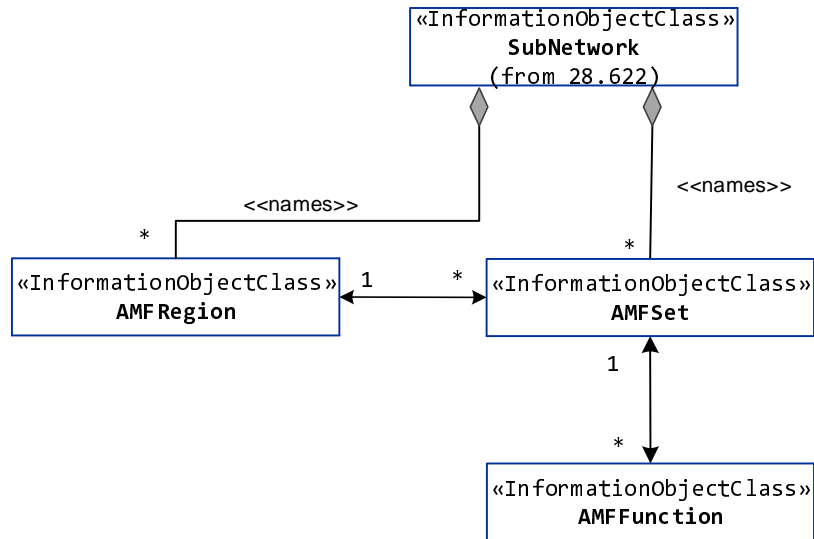 «InformationObjectClass»
SubNetwork
(from 28.622)
<<names>>
<<names>>
*
*
«InformationObjectClass»
AMFRegion
1
*
«InformationObjectClass»
AMFSet
1
*
«InformationObjectClass»
AMFFunction